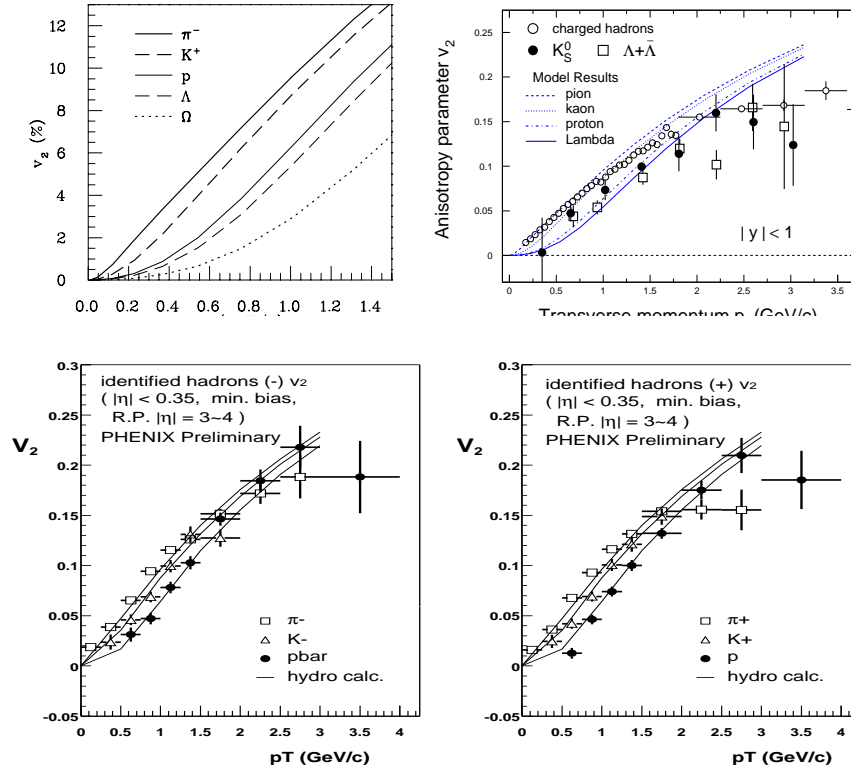 12
10
8
6
4
2
0
v₂ (%)
π⁻
K⁺
p
Λ
Ω
0.0 0.2 0.4 0.6 0.8 1.0 1.2 1.4
Anisotropy parameter v₂
0.25
0.2
0.15
0.1
0.05
0
charged hadrons
K⁰S Λ+Λ̄
Model Results
pion
kaon
proton
Lambda
| y | < 1
0 0.5 1 1.5 2 2.5 3 3.5
Transverse momentum p (GeV/c)
0.3
0.25
0.2
0.15
0.1
0.05
0
-0.05
V₂
identified hadrons (-) v₂
( |η| < 0.35, min. bias,
R.P. |η| = 3~4 )
PHENIX Preliminary
π-
K-
pbar
hydro calc.
0 0.5 1 1.5 2 2.5 3 3.5 4
pT (GeV/c)
0.3
0.25
0.2
0.15
0.1
0.05
0
-0.05
V₂
identified hadrons (+) v₂
( |η| < 0.35, min. bias,
R.P. |η| = 3~4 )
PHENIX Preliminary
π+
K+
p
hydro calc.
0 0.5 1 1.5 2 2.5 3 3.5 4
pT (GeV/c)